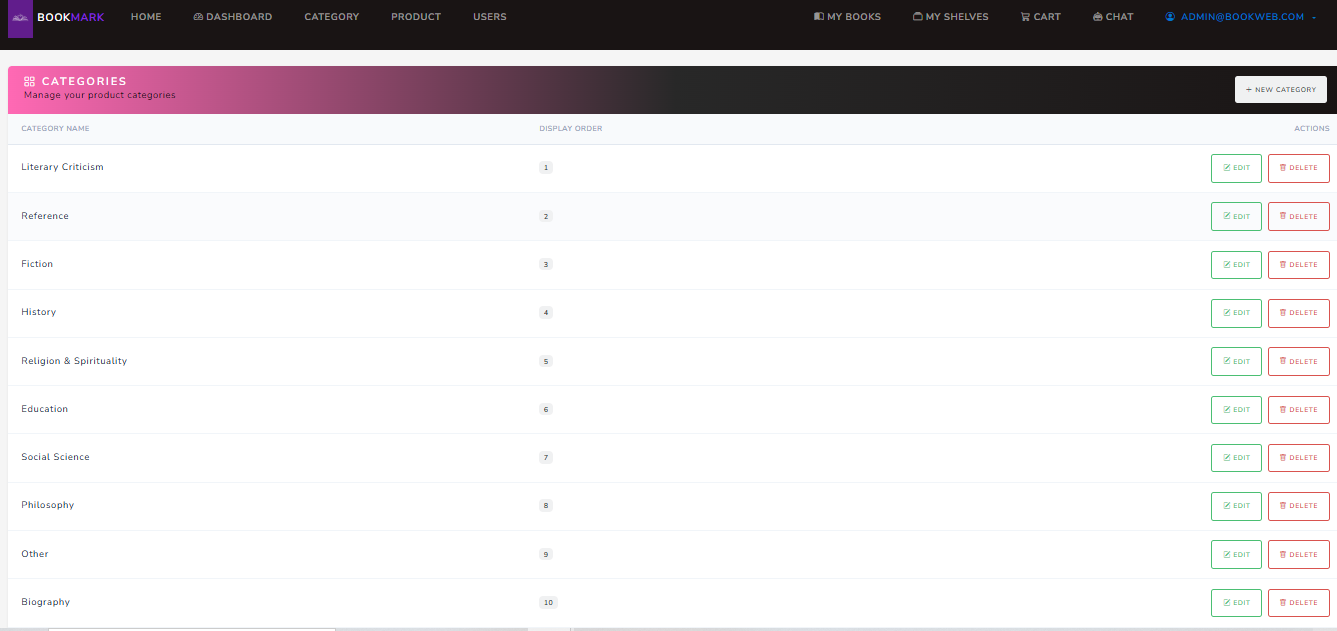 BOOKMARK HOME DASHBOARD CATEGORY PRODUCT USERS MY BOOKS MY SHELVES CART CHAT ADMIN@BOOKWEB.COM
CATEGORIES
Manage your product categories
+ NEW CATEGORY
CATEGORY NAME DISPLAY ORDER ACTIONS
Literary Criticism 1 EDIT DELETE
Reference 2 EDIT DELETE
Fiction 3 EDIT DELETE
History 4 EDIT DELETE
Religion & Spirituality 5 EDIT DELETE
Education 6 EDIT DELETE
Social Science 7 EDIT DELETE
Philosophy 8 EDIT DELETE
Other 9 EDIT DELETE
Biography 10 EDIT DELETE